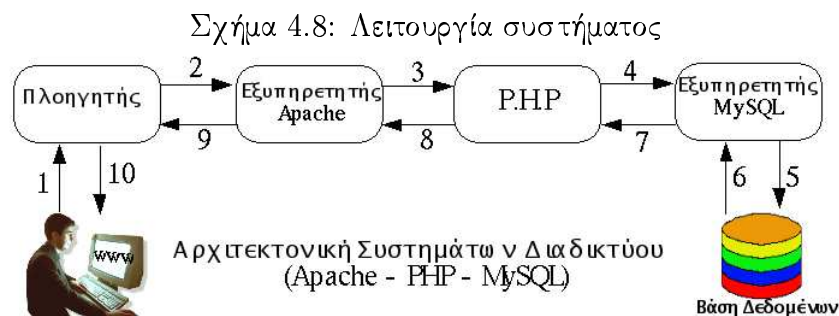 Σχήμα 4.8: Λειτουργία συστήματος
2
3
4
Πλοηγητής
Εξυπηρετητής
Apache
P.H.P
Εξυπηρετητής
MySQL
9
8
7
1
10
6
5
www
Αρχιτεκτονική Συστημάτων Διαδικτύου
(Apache - PHP - MySQL)
Βάση Δεδομένων